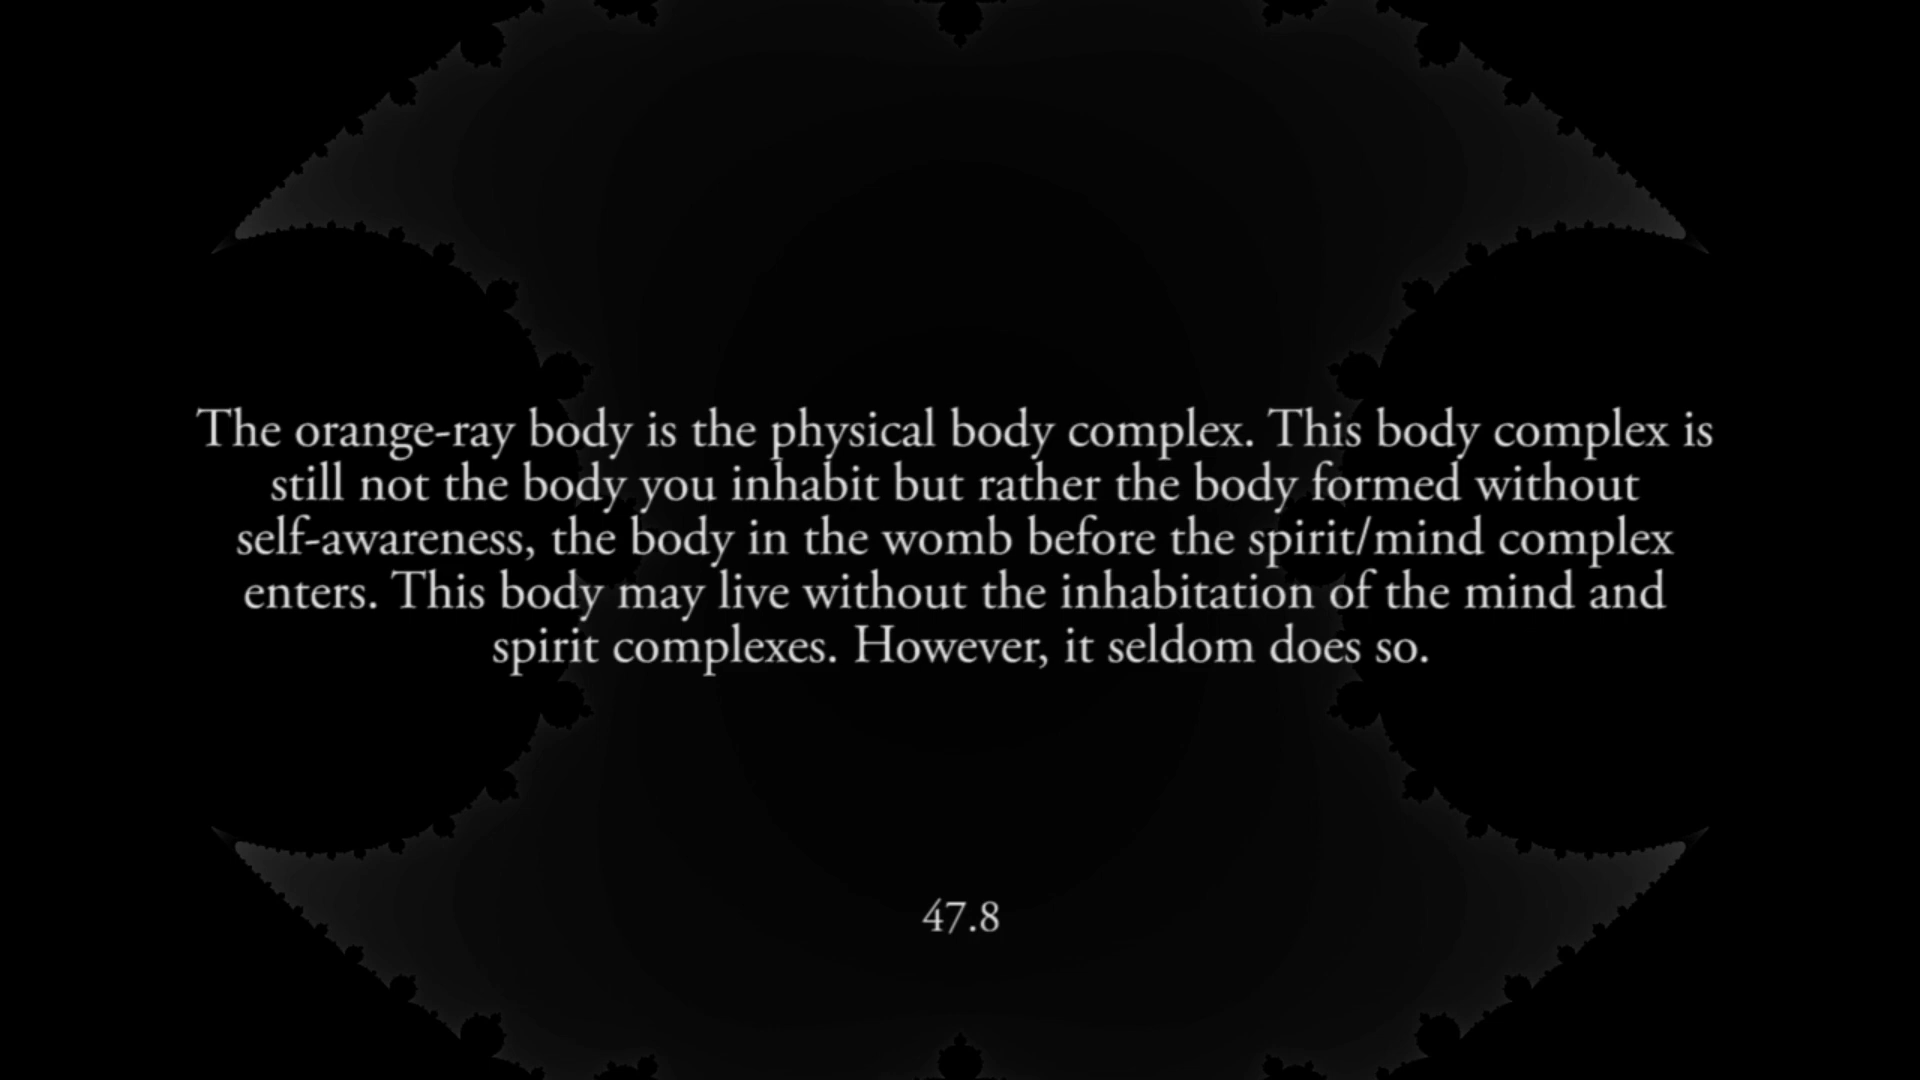 The orange-ray body is the physical body complex. This body complex is
still not the body you inhabit but rather the body formed without
self-awareness, the body in the womb before the spirit/mind complex
enters. This body may live without the inhabitation of the mind and
spirit complexes. However, it seldom does so.
47.8